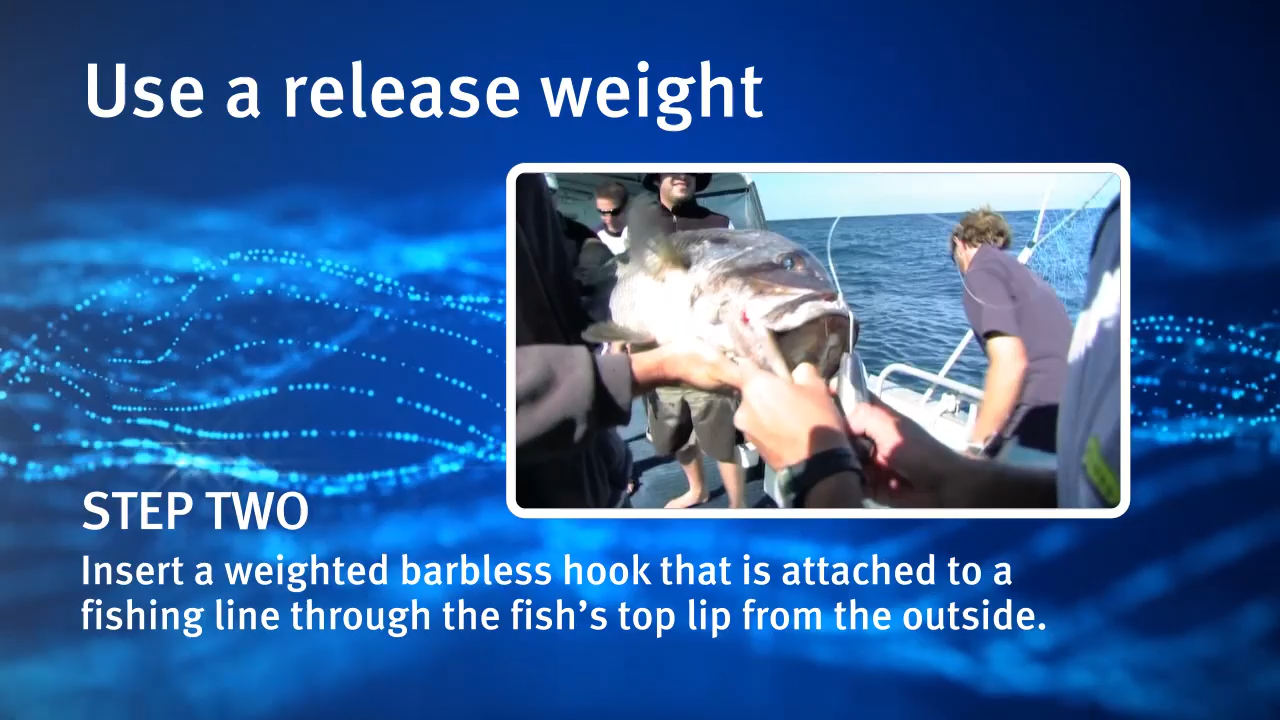 Use a release weight
STEP TWO
Insert a weighted barbless hook that is attached to a
fishing line through the fish’s top lip from the outside.